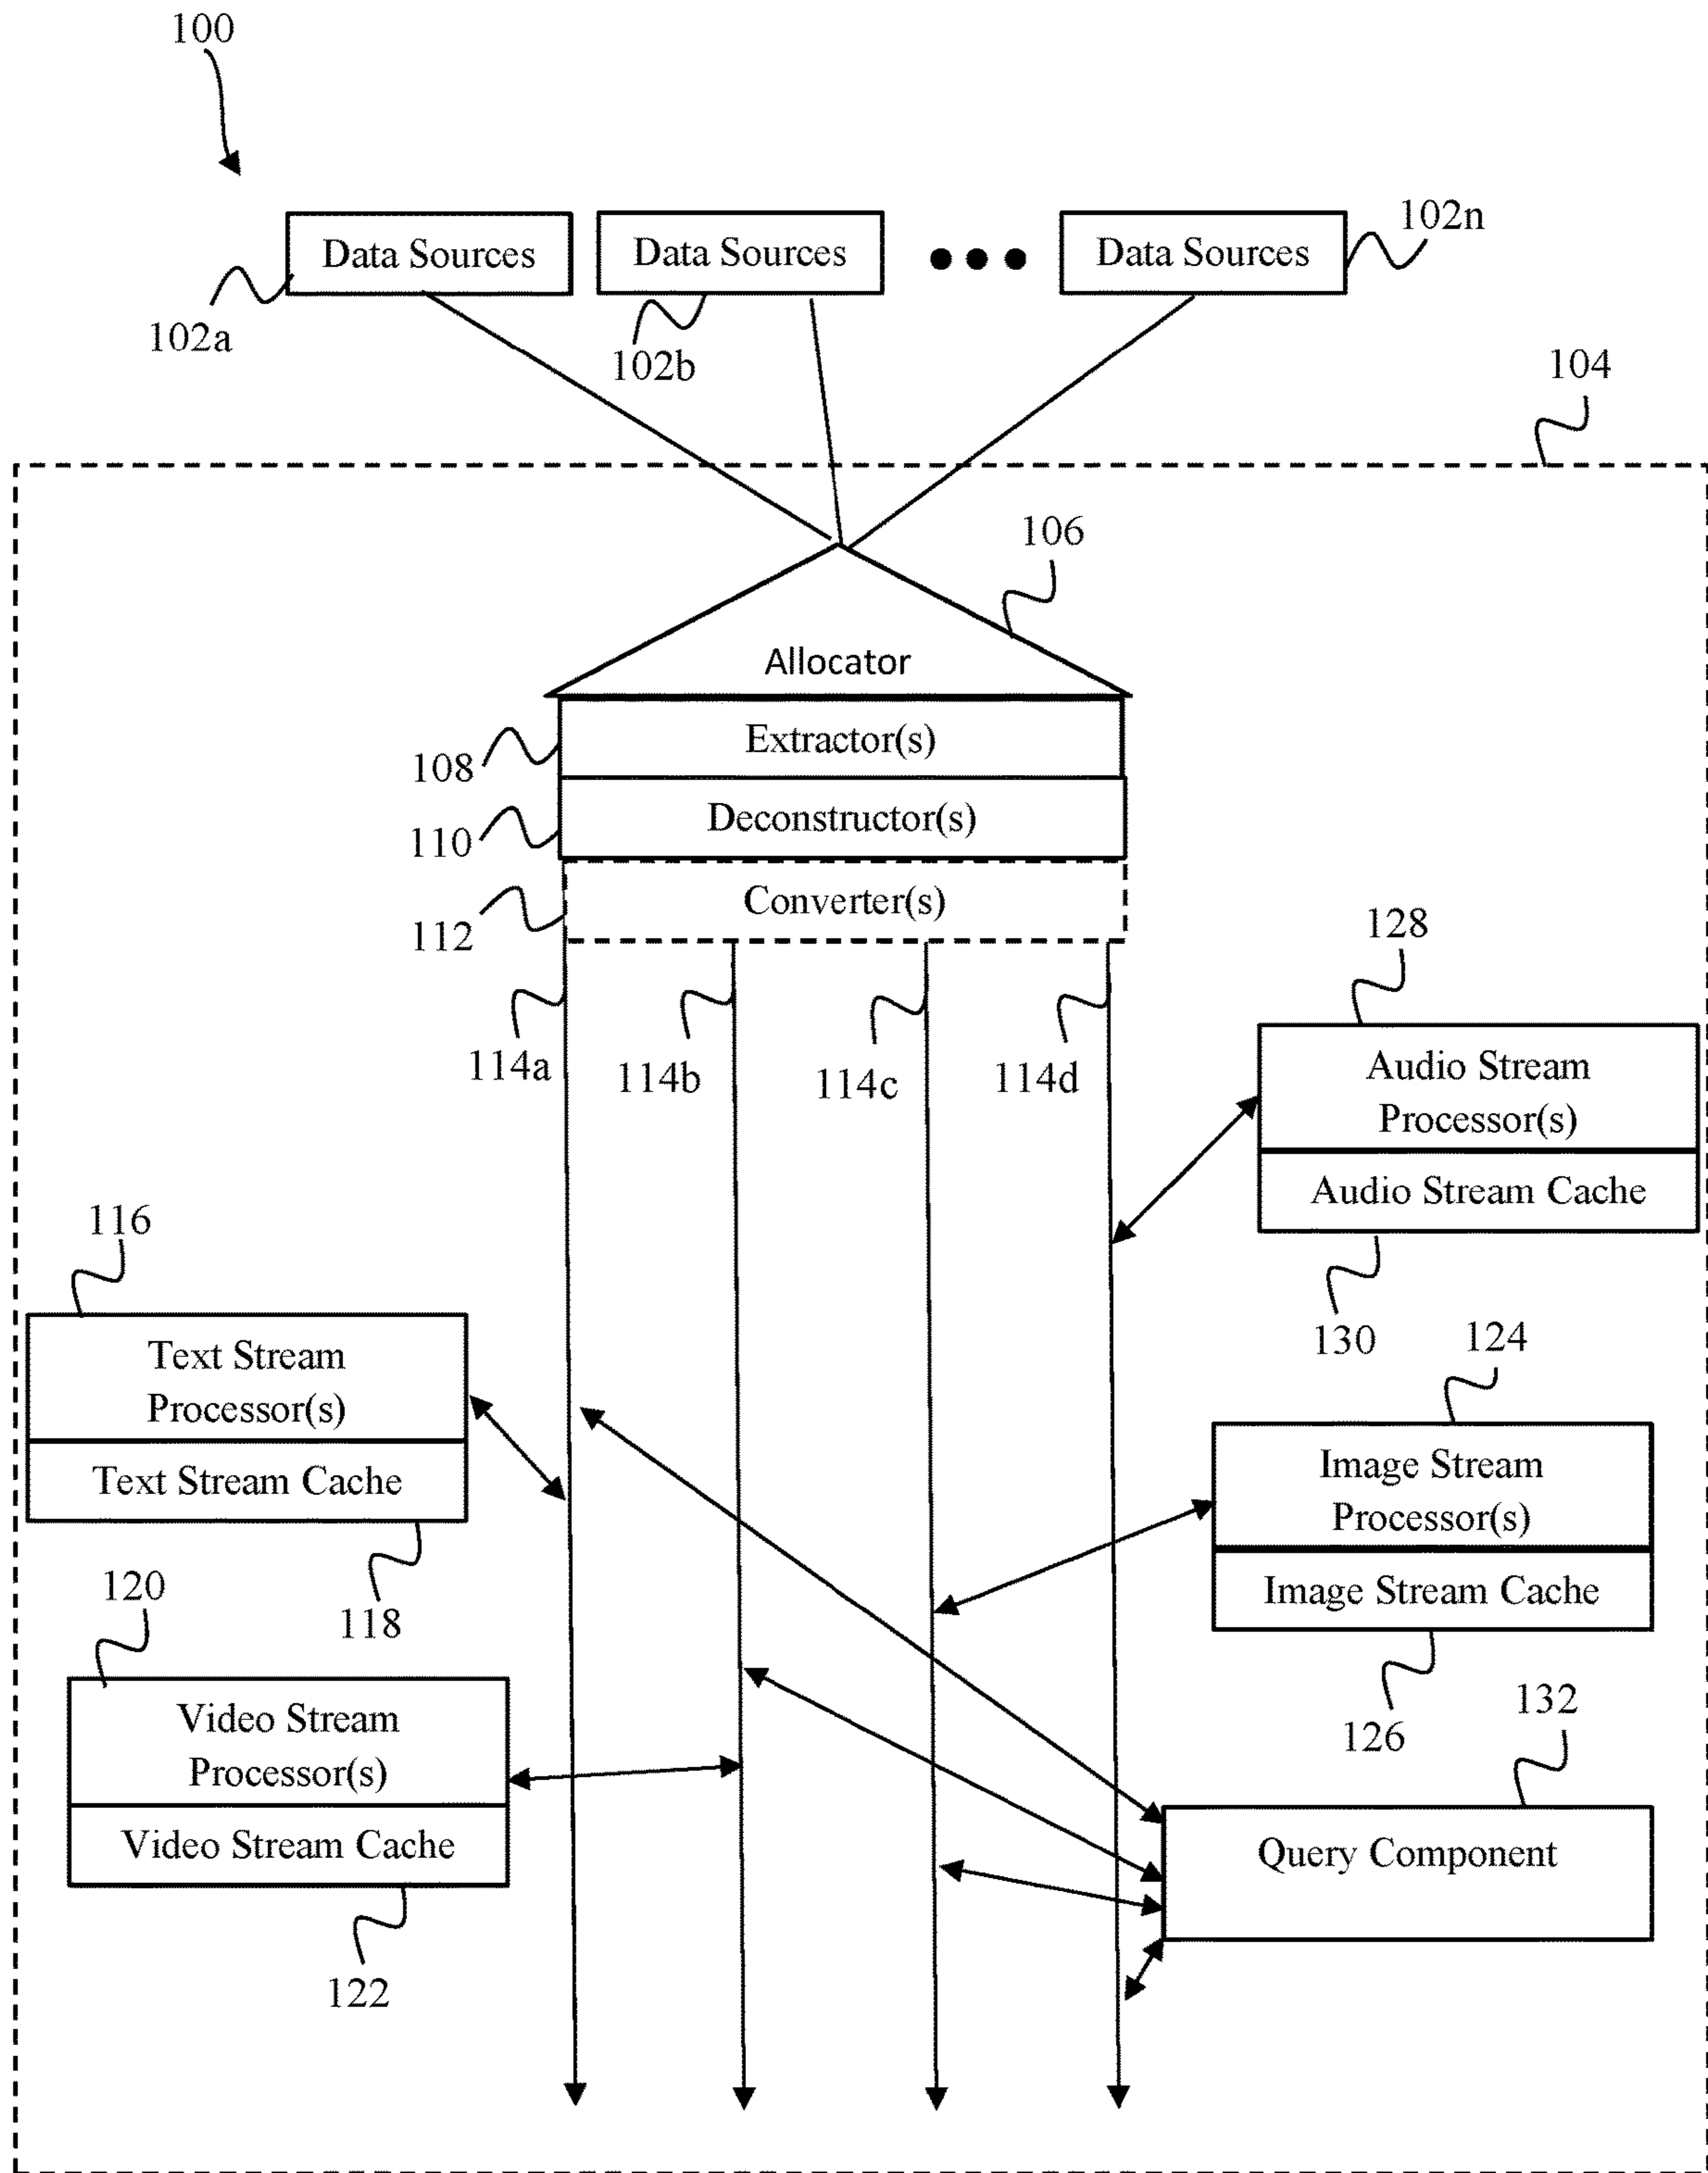 100
Data Sources
Data Sources
Data Sources
102n
102a
102b
104
106
Allocator
Extractor(s)
108
Deconstructor(s)
110
Converter(s)
112
128
114a
114b
114c
114d
Audio Stream
Processor(s)
Audio Stream Cache
116
130
124
Text Stream
Processor(s)
Text Stream Cache
Image Stream
Processor(s)
Image Stream Cache
120
118
126
132
Video Stream
Processor(s)
Video Stream Cache
Query Component
122